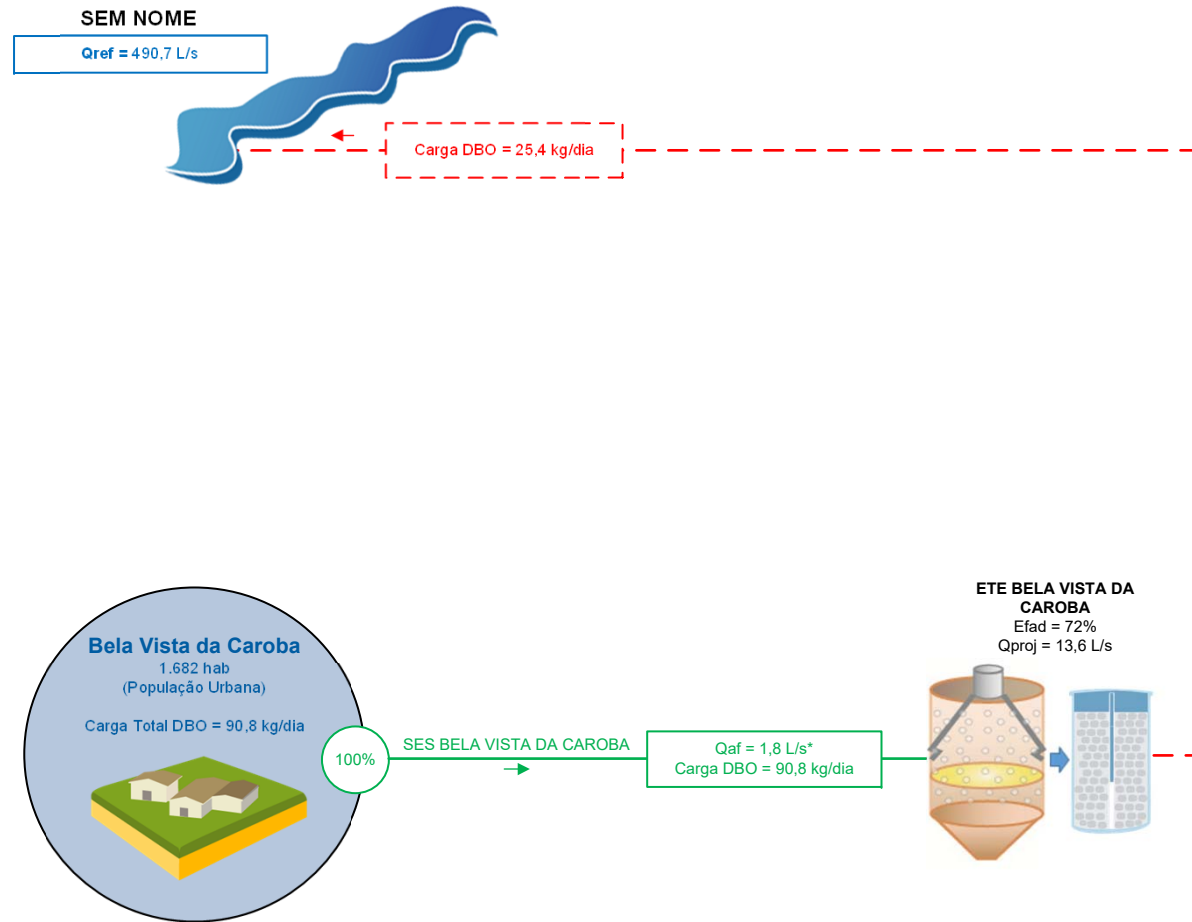 SEM NOME
Qref = 490,7 L/s
Carga DBO = 25,4 kg/dia
ETE BELA VISTA DA
CAROBA
Efad = 72%
Qproj = 13,6 L/s
Bela Vista da Caroba
1.682 hab
(População Urbana)
Carga Total DBO = 90,8 kg/dia
100%
SES BELA VISTA DA CAROBA
Qaf = 1,8 L/s*
Carga DBO = 90,8 kg/dia